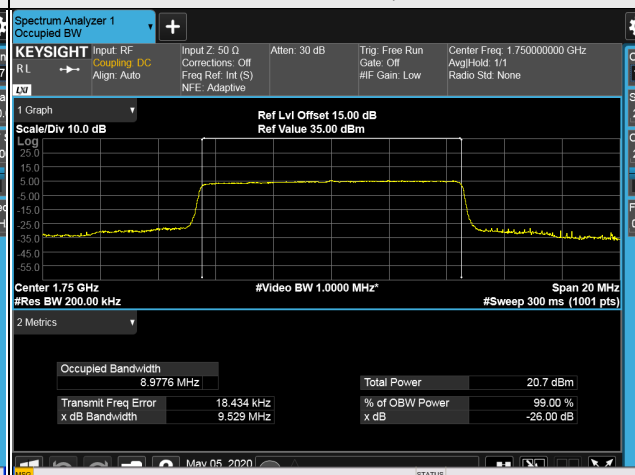 Spectrum Analyzer 1
Occupied BW
KEYSIGHT
RL
LXI
Input: RF
Coupling: DC
Align: Auto
Input Z: 50 Ω
Corrections: Off
Freq Ref: Int (S)
NFE: Adaptive
Atten: 30 dB
Trig: Free Run
Gate: Off
#IF Gain: Low
Center Freq: 1.750000000 GHz
Avg|Hold: 1/1
Radio Std: None
1 Graph
Scale/Div 10.0 dB
Ref Lvl Offset 15.00 dB
Ref Value 35.00 dBm
Log
25.0
15.0
5.00
-5.00
-15.0
-25.0
-35.0
-45.0
-55.0
Center 1.75 GHz
#Video BW 1.0000 MHz*
Span 20 MHz
#Res BW 200.00 kHz
#Sweep 300 ms (1001 pts)
2 Metrics
Occupied Bandwidth
8.9776 MHz
Total Power 20.7 dBm
Transmit Freq Error 18.434 kHz
% of OBW Power 99.00 %
x dB Bandwidth 9.529 MHz
x dB -26.00 dB
May 05, 2020
MSG
STATUS